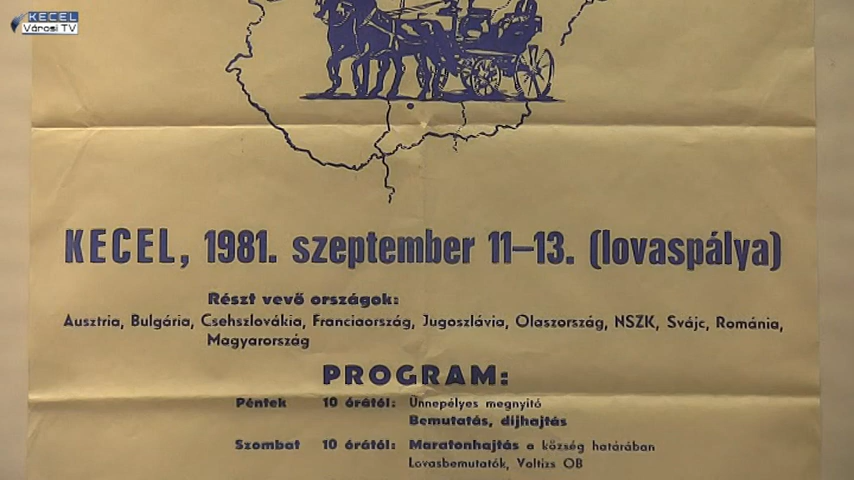 KECEL
Városi TV
KECEL, 1981. szeptember 11–13. (lovaspálya)
Részt vevő országok:
Ausztria, Bulgária, Csehszlovákia, Franciaország, Jugoszlávia, Olaszország, NSZK, Svájc, Románia,
Magyarország
PROGRAM:
Péntek 10 órától: Ünnepélyes megnyitó
Bemutatás, díjhajtás
Szombat 10 órától: Maratonhajtás a község határában
Lovasbemutatók, Valtizs OB